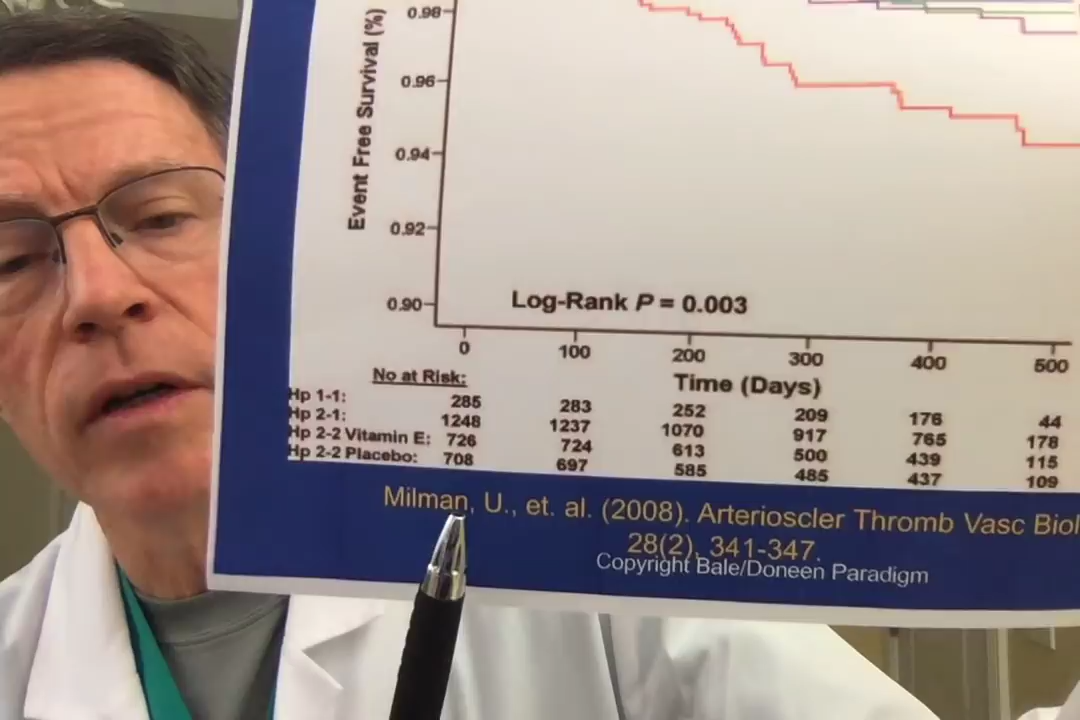 Event Free Survival (%)
0.98
0.96
0.94
0.92
0.90
Log-Rank P = 0.003
0 100 200 300 400 500
No at Risk: Time (Days)
Hp 1-1: 285 283 252 209 176 44
Hp 2-1: 1248 1237 1070 917 765 178
Hp 2-2 Vitamin E: 726 724 613 500 439 115
Hp 2-2 Placebo: 708 697 585 485 437 109
Milman, U., et. al. (2008). Arterioscler Thromb Vasc Biol
28(2), 341-347.
Copyright Bale/Doneen Paradigm